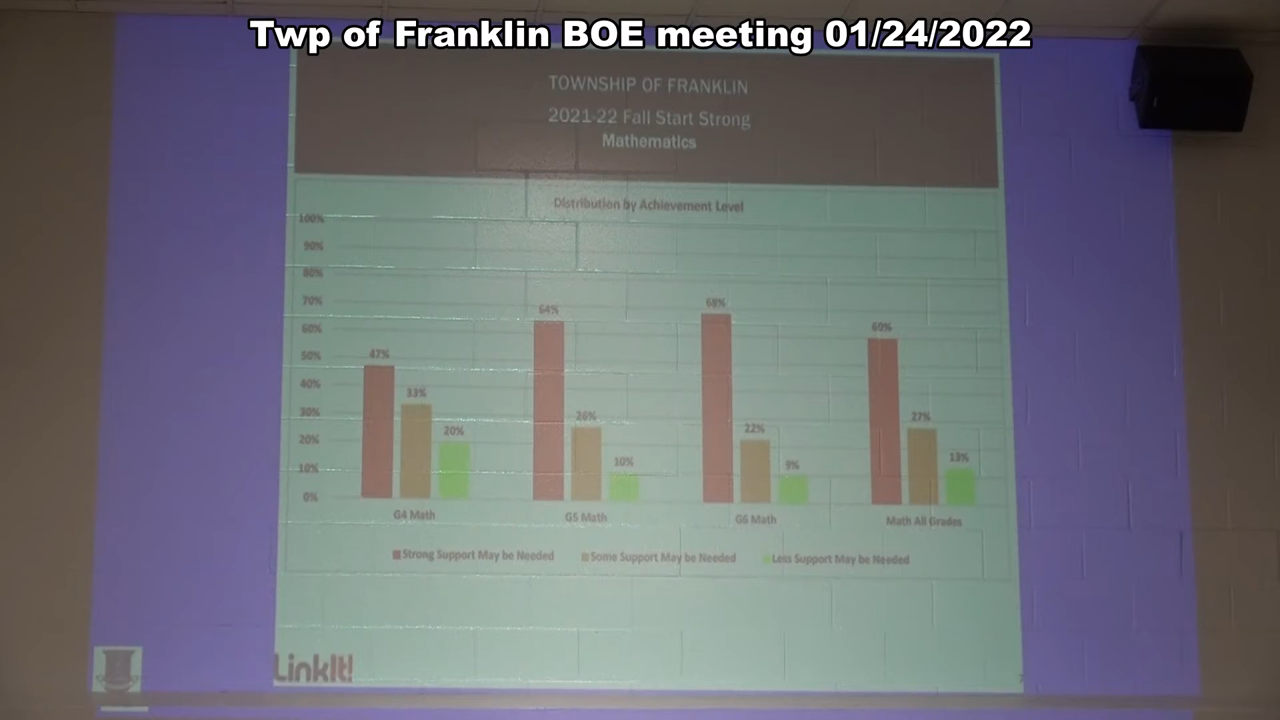 Twp of Franklin BOE meeting 01/24/2022
TOWNSHIP OF FRANKLIN
2021-22 Fall Start Strong
Mathematics
Distribution by Achievement Level
100%
90%
80%
70%
60%
50%
40%
30%
20%
10%
0%
47% 33% 20%
64% 26% 10%
68% 22% 9%
60% 27% 13%
G4 Math G5 Math G6 Math Math All Grades
Strong Support May be Needed Some Support May be Needed Less Support May be Needed
LinkIt!